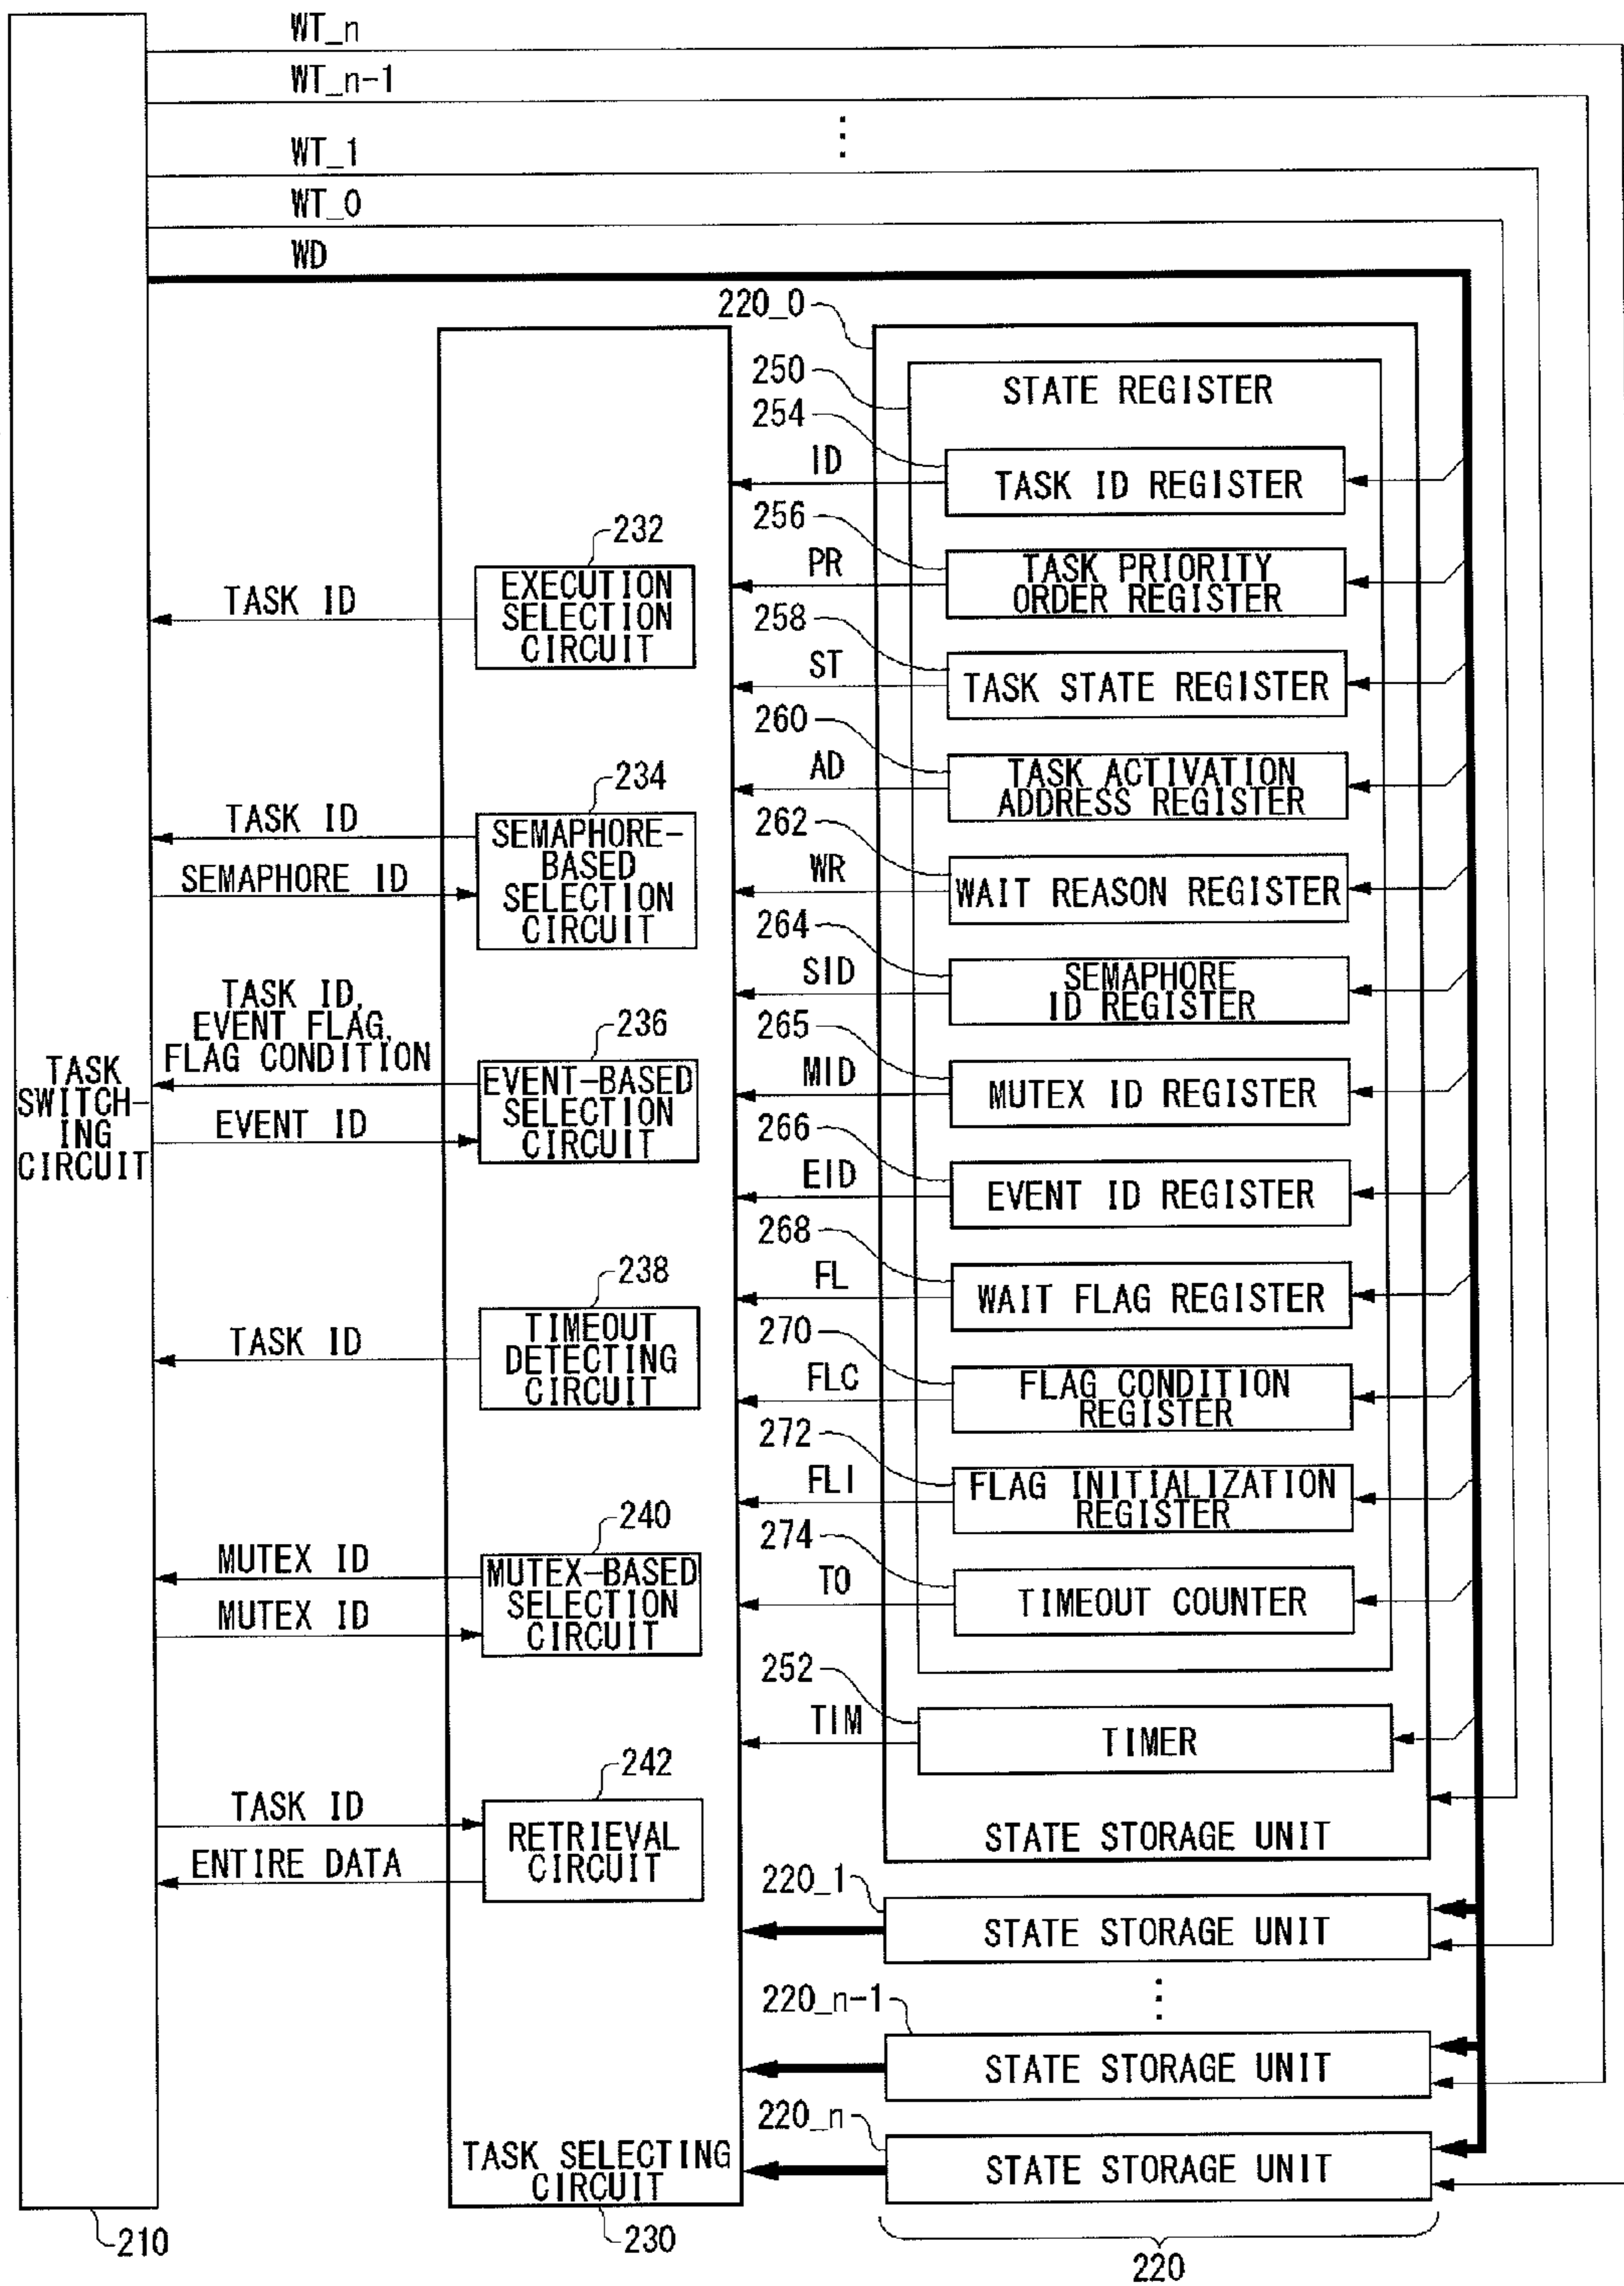 WT_n
WT_n-1
WT_1
WT_0
WD
220_0
250
STATE REGISTER
254
ID
TASK ID REGISTER
256
PR
TASK PRIORITY
ORDER REGISTER
232
EXECUTION
SELECTION
CIRCUIT
TASK ID
258
ST
TASK STATE REGISTER
260
AD
TASK ACTIVATION
ADDRESS REGISTER
234
SEMAPHORE-
BASED
SELECTION
CIRCUIT
TASK ID
SEMAPHORE ID
262
WR
WAIT REASON REGISTER
264
SID
SEMAPHORE
ID REGISTER
TASK ID,
EVENT FLAG,
FLAG CONDITION
236
EVENT-BASED
SELECTION
CIRCUIT
EVENT ID
265
MID
MUTEX ID REGISTER
TASK
SWITCH-
ING
CIRCUIT
266
EID
EVENT ID REGISTER
268
FL
WAIT FLAG REGISTER
238
TIMEOUT
DETECTING
CIRCUIT
TASK ID
270
FLC
FLAG CONDITION
REGISTER
272
FLI
FLAG INITIALIZATION
REGISTER
240
MUTEX-BASED
SELECTION
CIRCUIT
MUTEX ID
MUTEX ID
274
TO
TIMEOUT COUNTER
252
TIM
TIMER
242
RETRIEVAL
CIRCUIT
TASK ID
ENTIRE DATA
STATE STORAGE UNIT
220_1
STATE STORAGE UNIT
220_n-1
STATE STORAGE UNIT
220_n
STATE STORAGE UNIT
TASK SELECTING
CIRCUIT
210
230
220